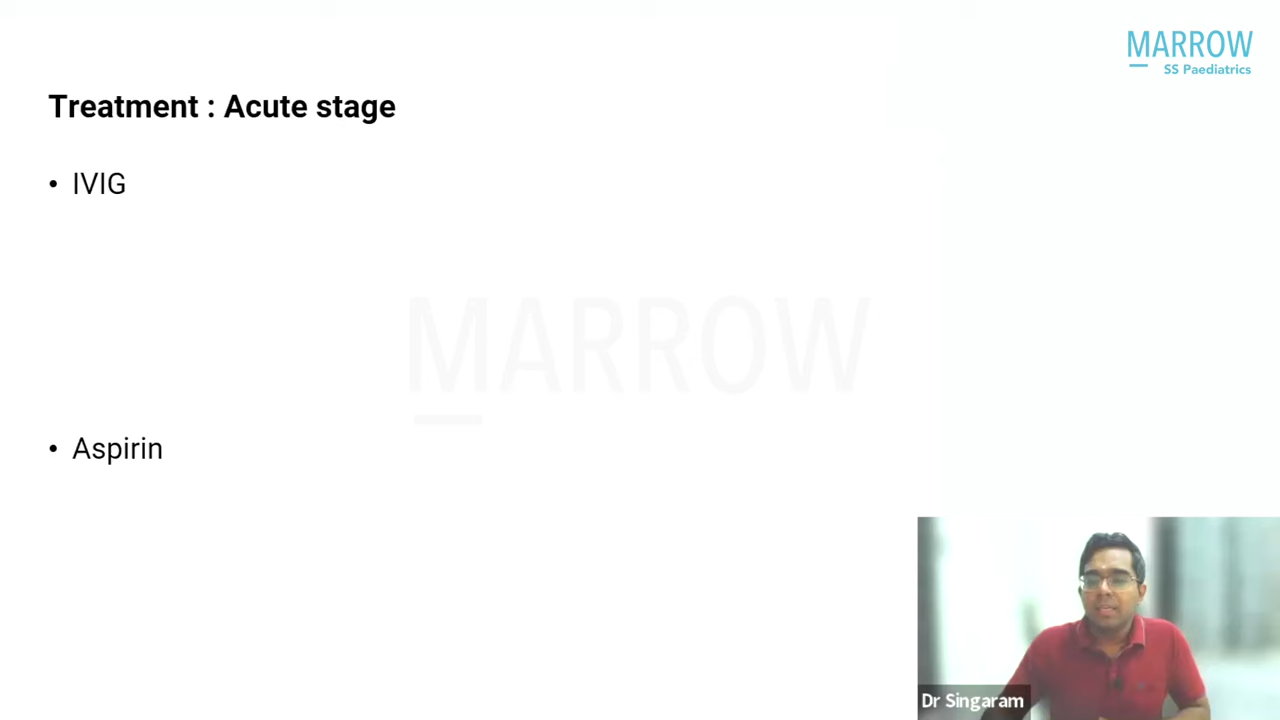 MARROW
SS Paediatrics
Treatment : Acute stage
• IVIG
MARROW
• Aspirin
Dr Singaram